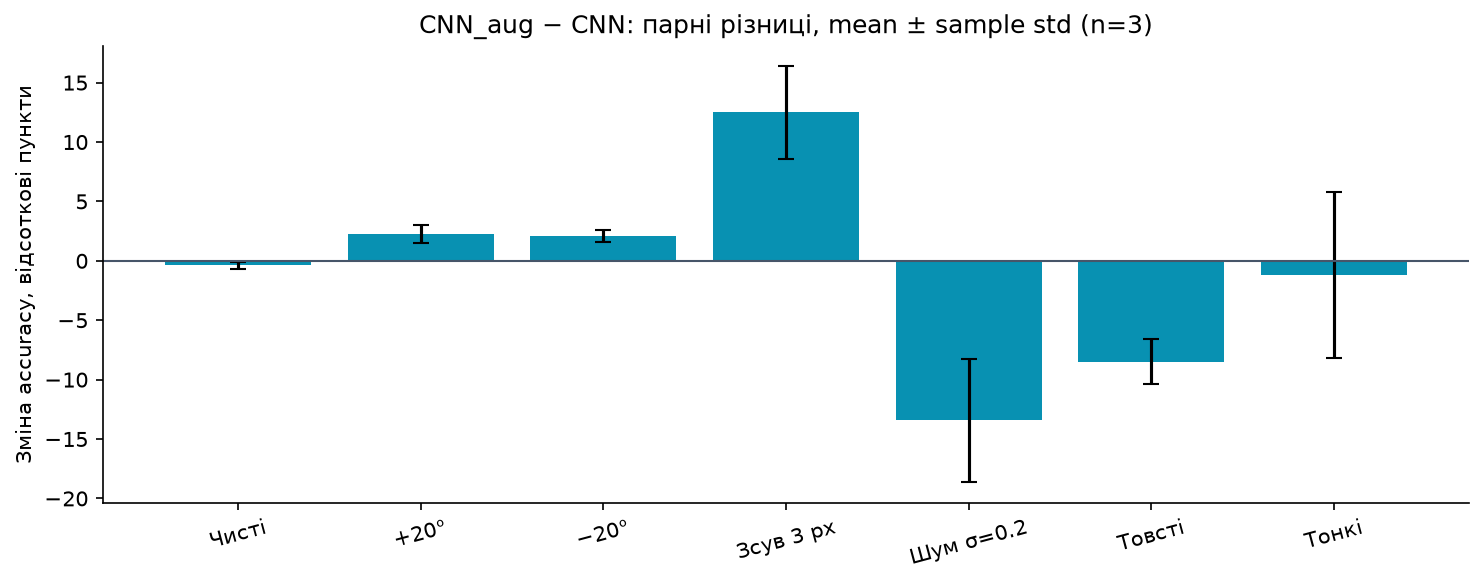 CNN_aug − CNN: парні різниці, mean ± sample std (n=3)
Зміна accuracy, відсоткові пункти
15
10
5
0
−5
−10
−15
−20
Чисті
+20°
−20°
Зсув 3 px
Шум σ=0.2
Товсті
Тонкі